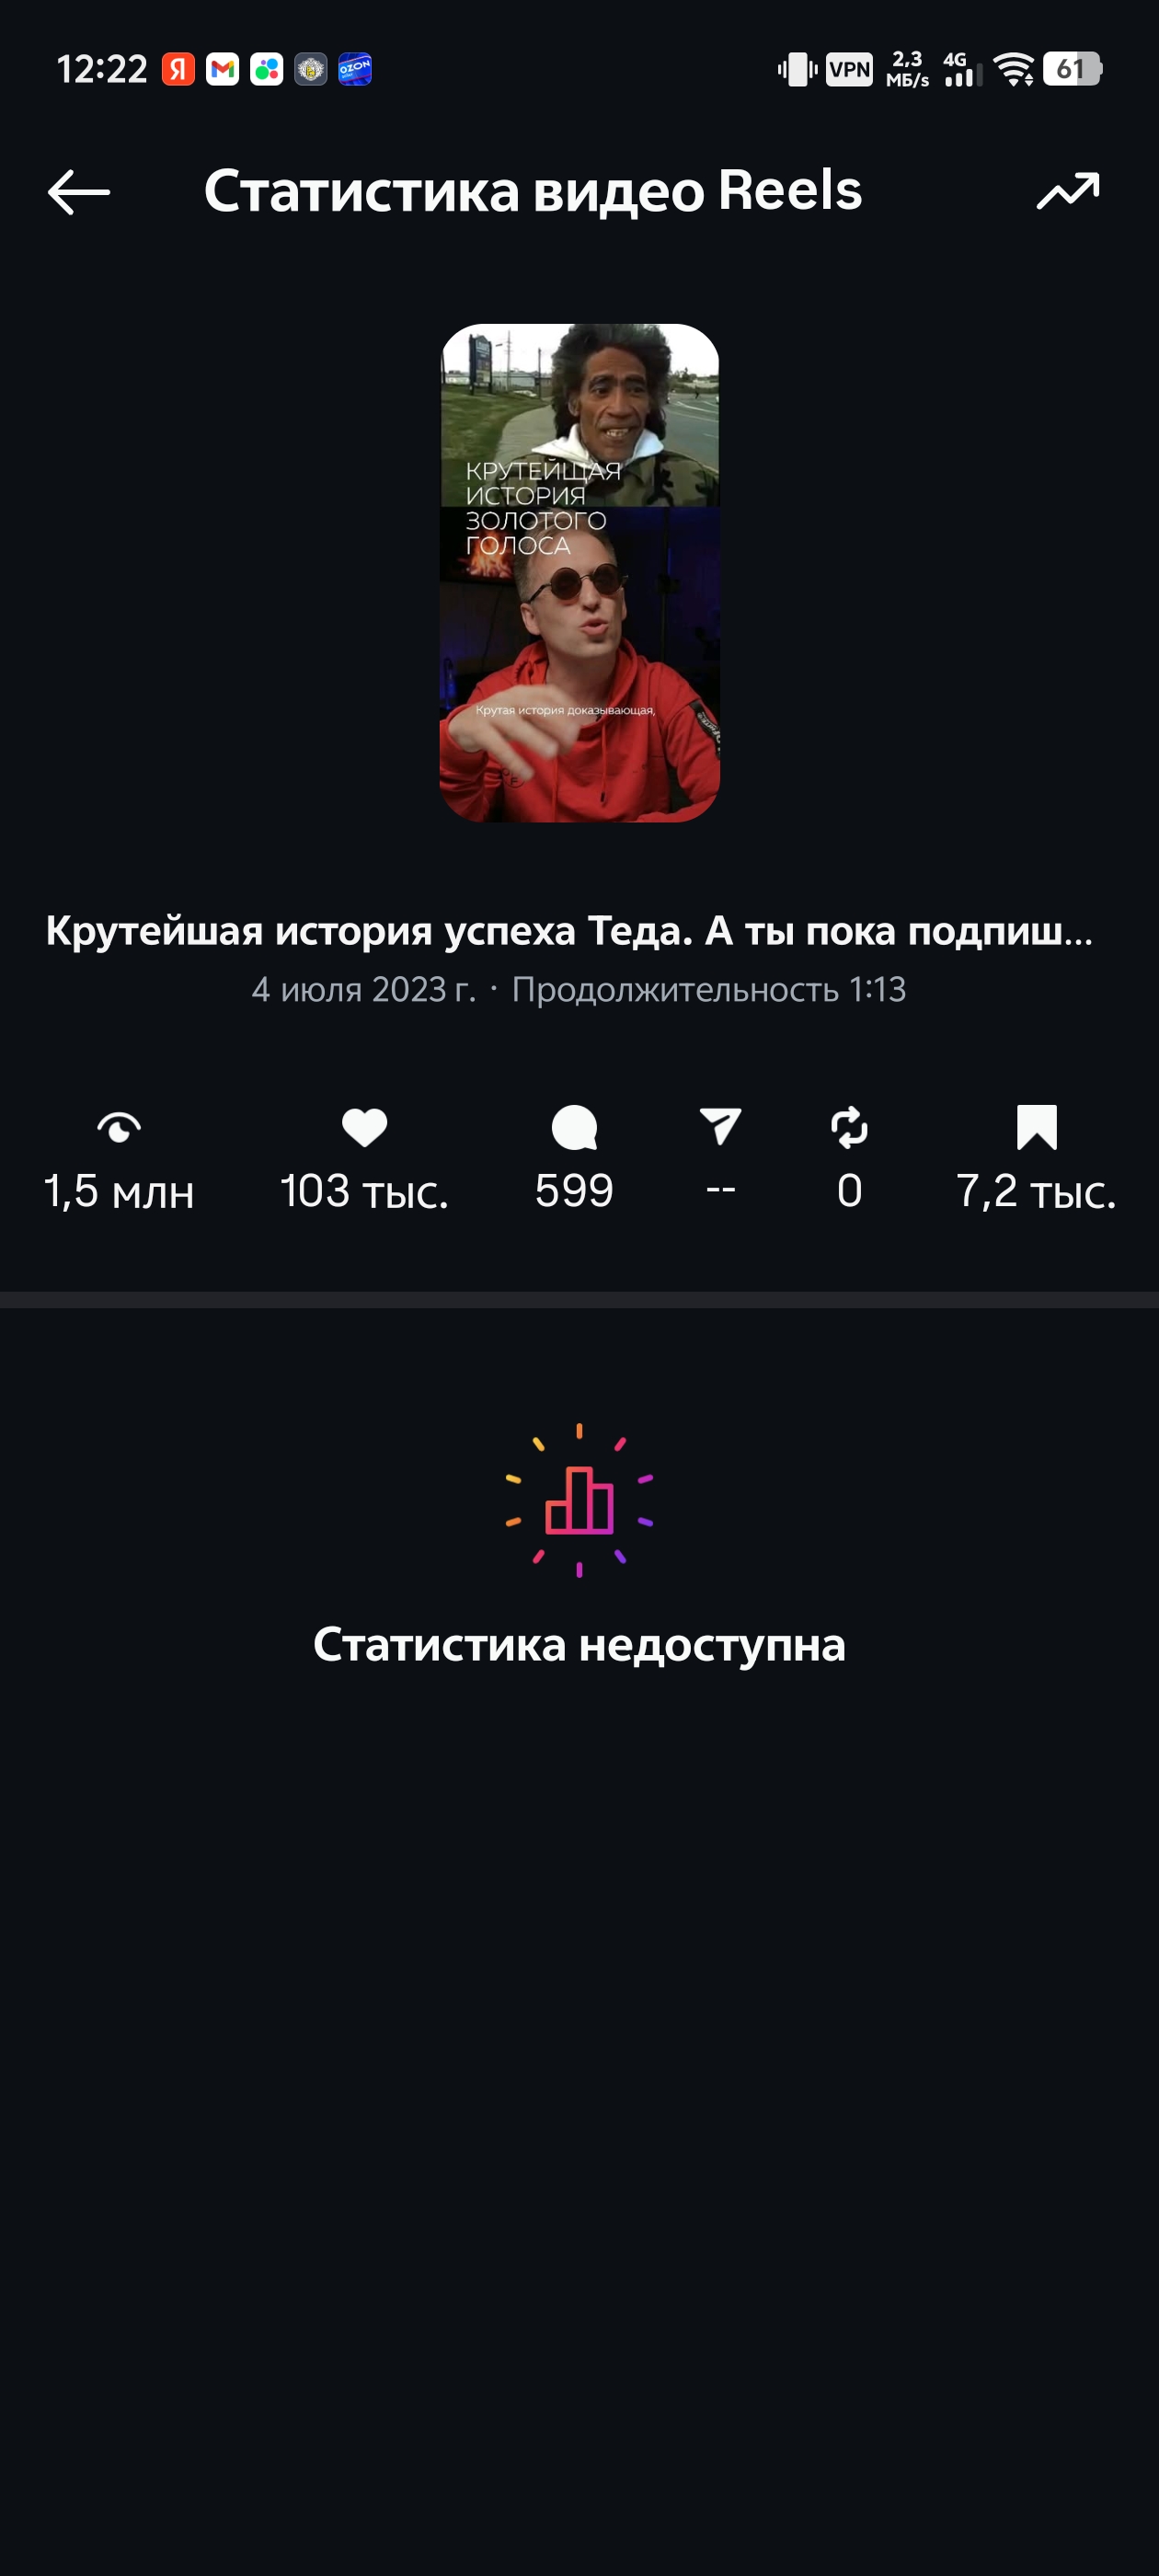 12:22 Я OZON VPN 2,3 МБ/s 4G 61
Статистика видео Reels
КРУТЕЙЩАЯ
ИСТОРИЯ
ЗОЛОТОГО
ГОЛОСА
Крутая история доказывающая,
Крутейшая история успеха Теда. А ты пока подпиш...
4 июля 2023 г. · Продолжительность 1:13
1,5 млн 103 тыс. 599 -- 0 7,2 тыс.
Статистика недоступна